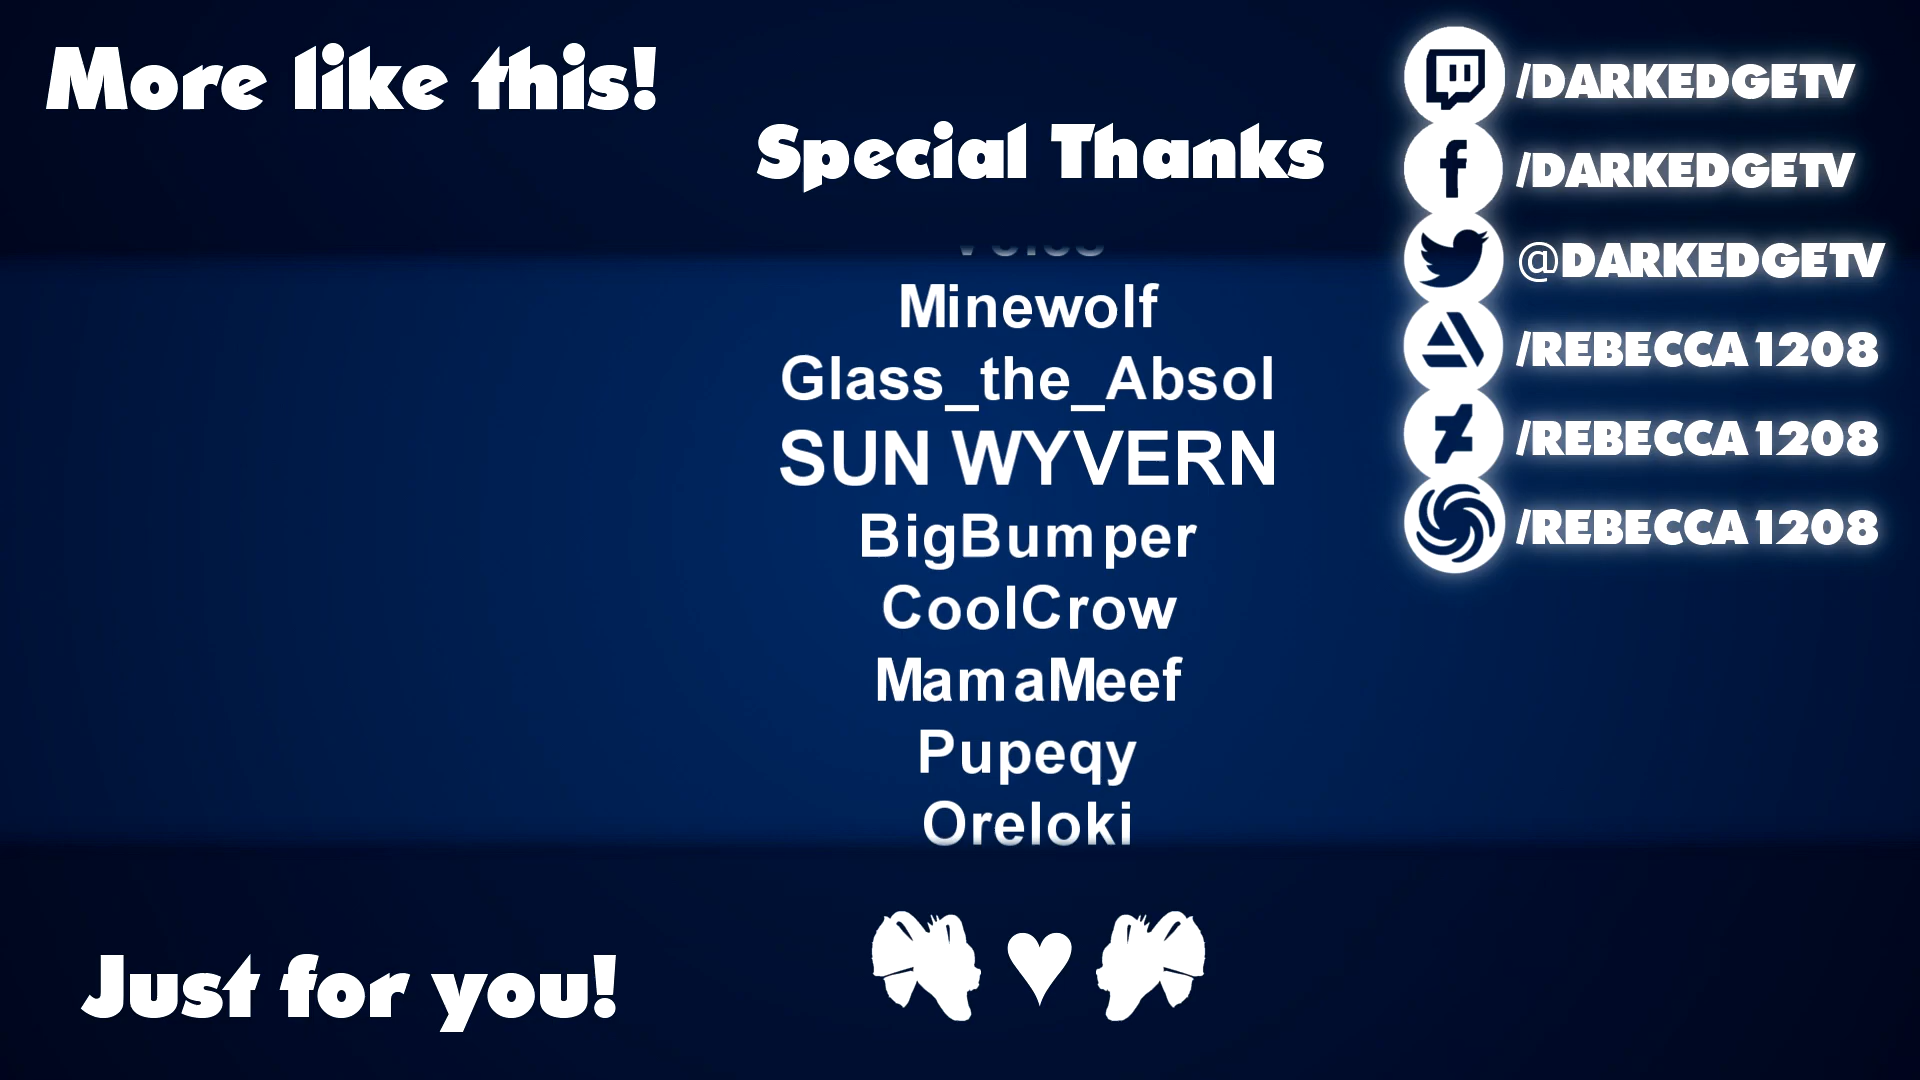 More like this!
Special Thanks
Minewolf
Glass_the_Absol
SUN WYVERN
BigBumper
CoolCrow
MamaMeef
Pupeqy
Oreloki
Just for you!
/DARKEDGETV
/DARKEDGETV
@DARKEDGETV
/REBECCA1208
/REBECCA1208
/REBECCA1208